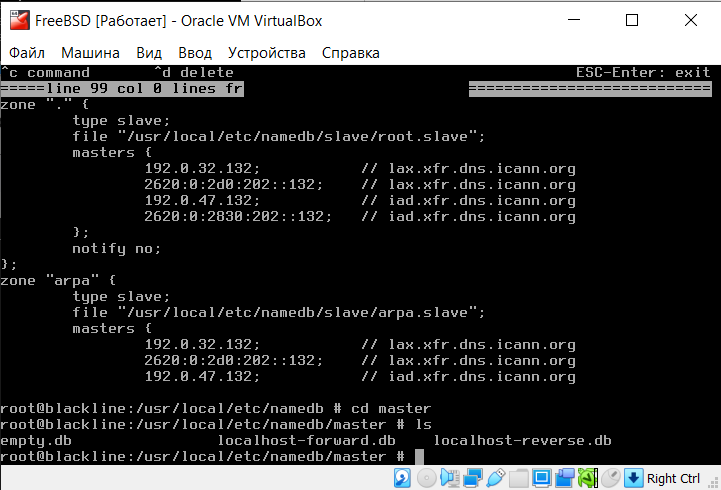 FreeBSD [Работает] - Oracle VM VirtualBox
Файл Машина Вид Ввод Устройства Справка
^c command ^d delete ESC-Enter: exit
=====line 99 col 0 lines fr ===========================
zone "." {
type slave;
file "/usr/local/etc/namedb/slave/root.slave";
masters {
192.0.32.132; // lax.xfr.dns.icann.org
2620:0:2d0:202::132; // lax.xfr.dns.icann.org
192.0.47.132; // iad.xfr.dns.icann.org
2620:0:2830:202::132; // iad.xfr.dns.icann.org
};
notify no;
};
zone "arpa" {
type slave;
file "/usr/local/etc/namedb/slave/arpa.slave";
masters {
192.0.32.132; // lax.xfr.dns.icann.org
2620:0:2d0:202::132; // lax.xfr.dns.icann.org
192.0.47.132; // iad.xfr.dns.icann.org
root@blackline:/usr/local/etc/namedb # cd master
root@blackline:/usr/local/etc/namedb/master # ls
empty.db localhost-forward.db localhost-reverse.db
root@blackline:/usr/local/etc/namedb/master #
Right Ctrl